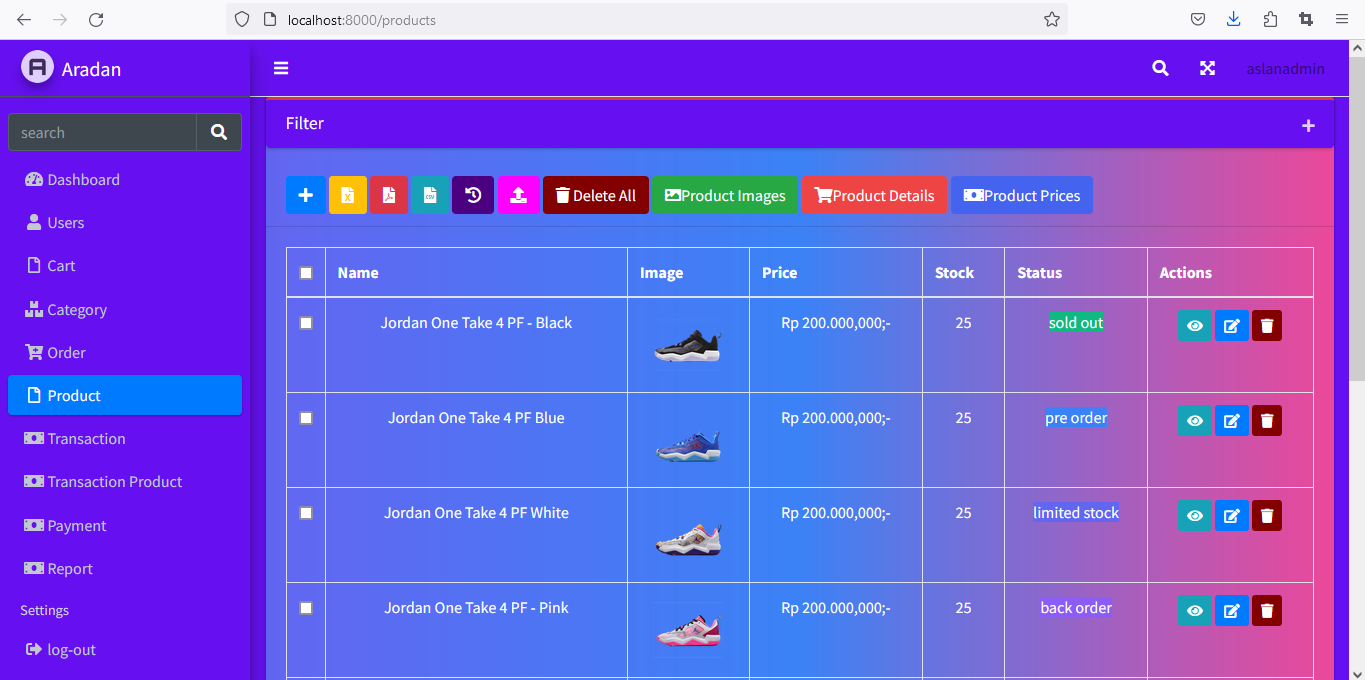 localhost:8000/products
Aradan
aslanadmin
search
Dashboard
Users
Cart
Category
Order
Product
Transaction
Transaction Product
Payment
Report
Settings
log-out
Filter
Delete All Product Images Product Details Product Prices
Name Image Price Stock Status Actions
Jordan One Take 4 PF - Black Rp 200.000,000;- 25 sold out
Jordan One Take 4 PF Blue Rp 200.000,000;- 25 pre order
Jordan One Take 4 PF White Rp 200.000,000;- 25 limited stock
Jordan One Take 4 PF - Pink Rp 200.000,000;- 25 back order